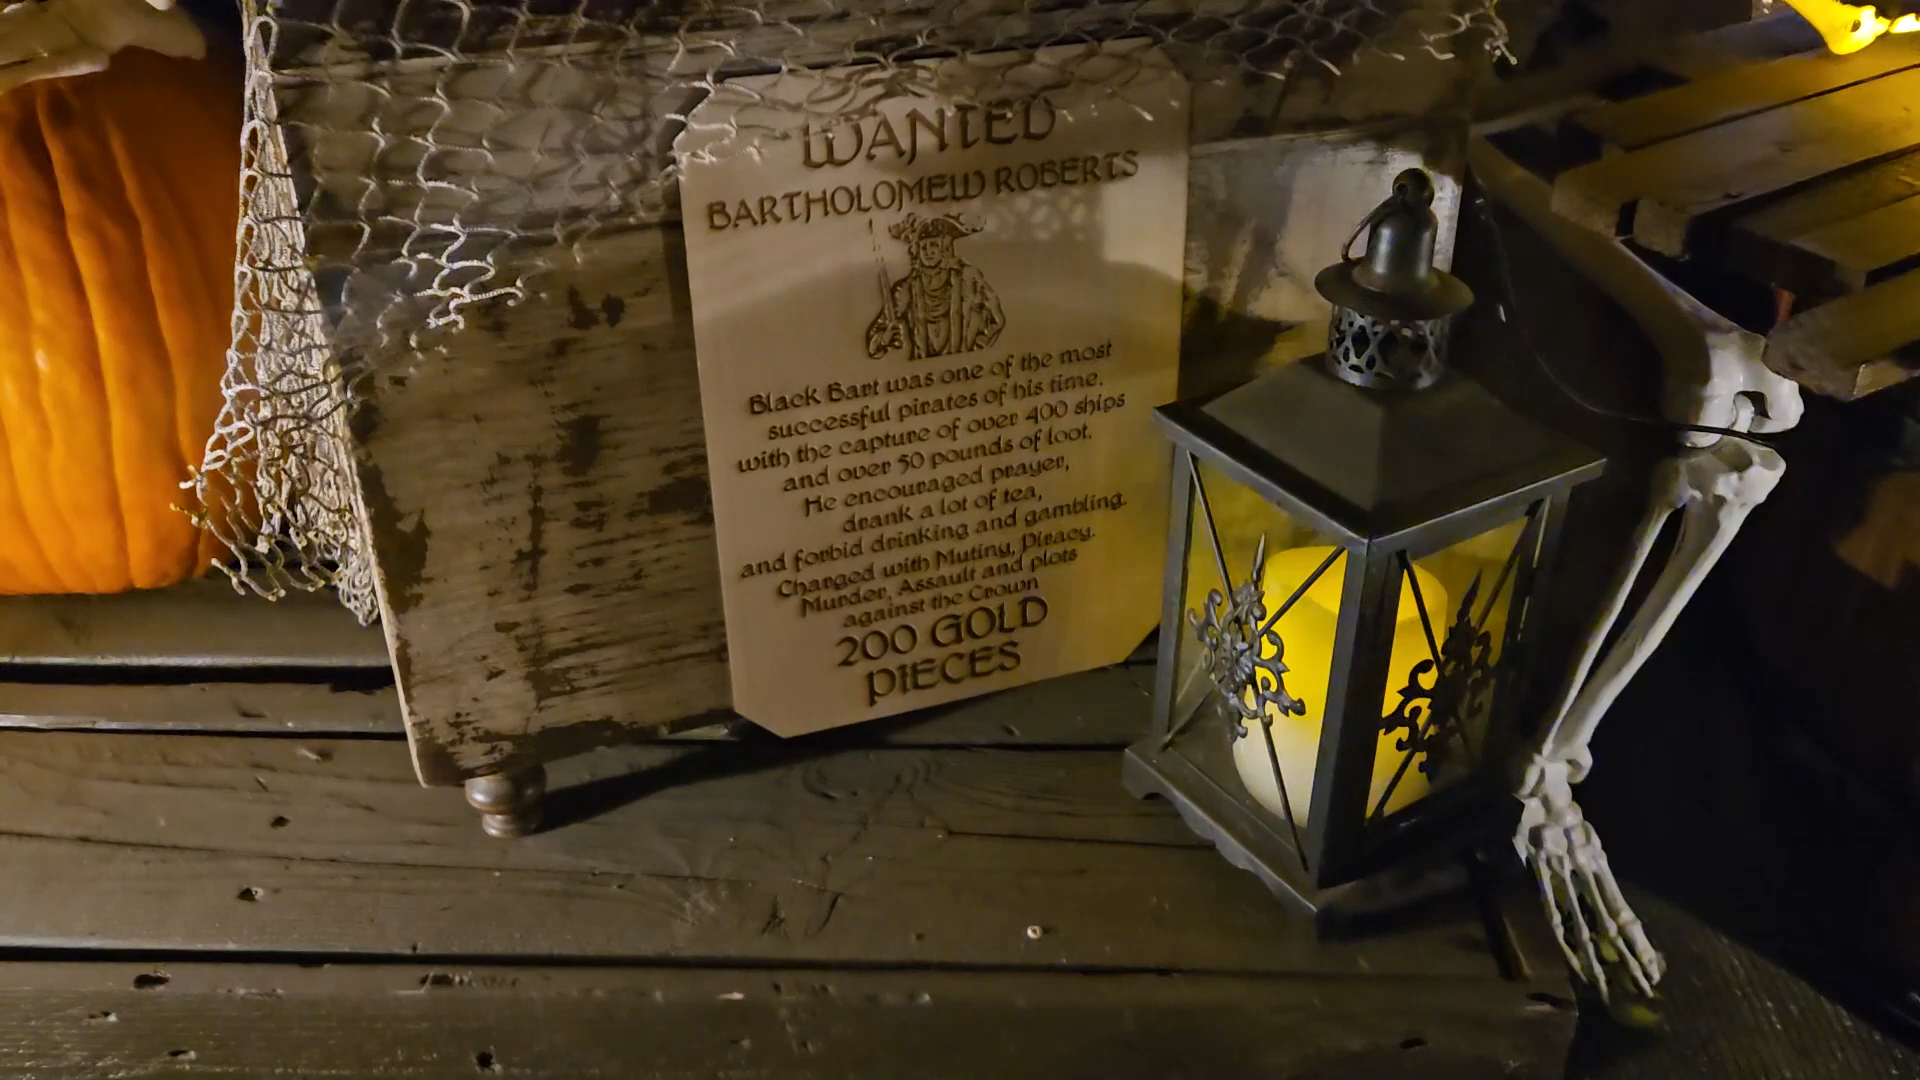 WANTED
BARTHOLOMEW ROBERTS
Black Bart was one of the most
successful pirates of his time,
with the capture of over 400 ships
and over 50 pounds of loot.
He encouraged prayer,
drank a lot of tea,
and forbid drinking and gambling.
Charged with Mutiny, Piracy,
Murder, Assault and plots
against the Crown
200 GOLD
PIECES